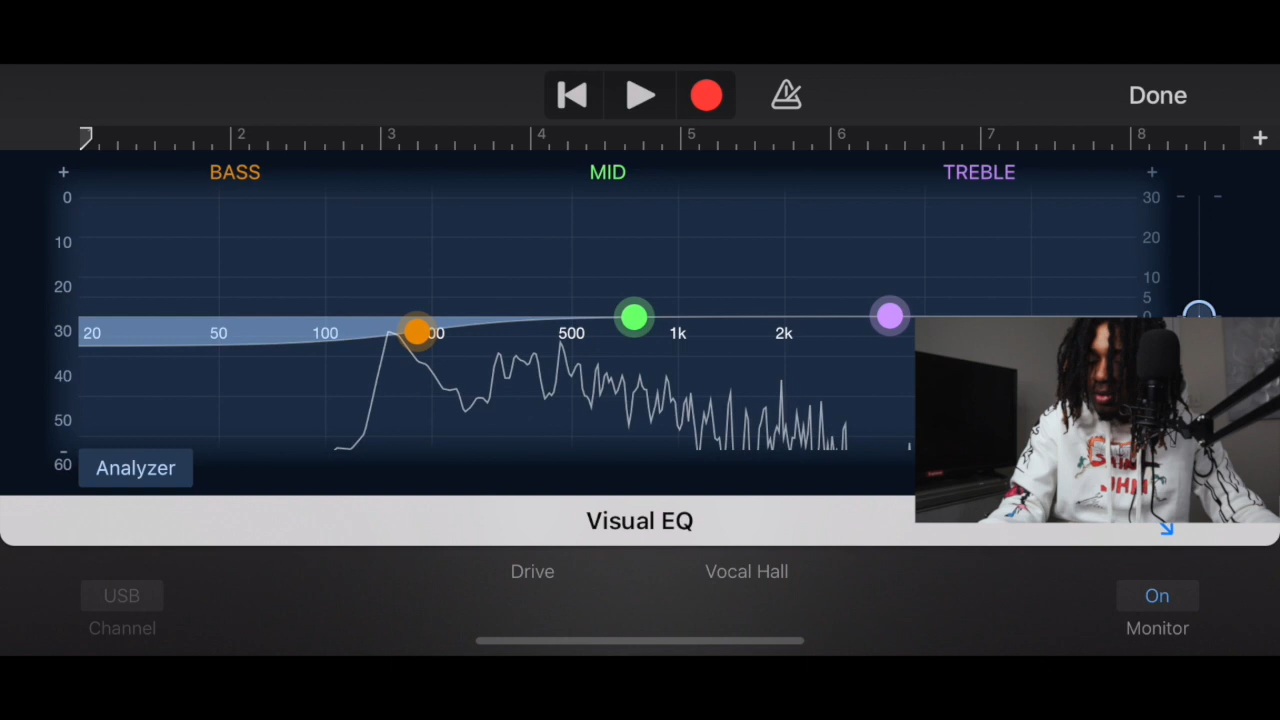 Done
2 3 4 5 6 7 8 +
+ BASS MID TREBLE +
0 30
10 20
20 10
5
30 20 50 100 00 500 1k 2k 0
40
50
60
Analyzer
Visual EQ
Drive Vocal Hall
USB On
Channel Monitor